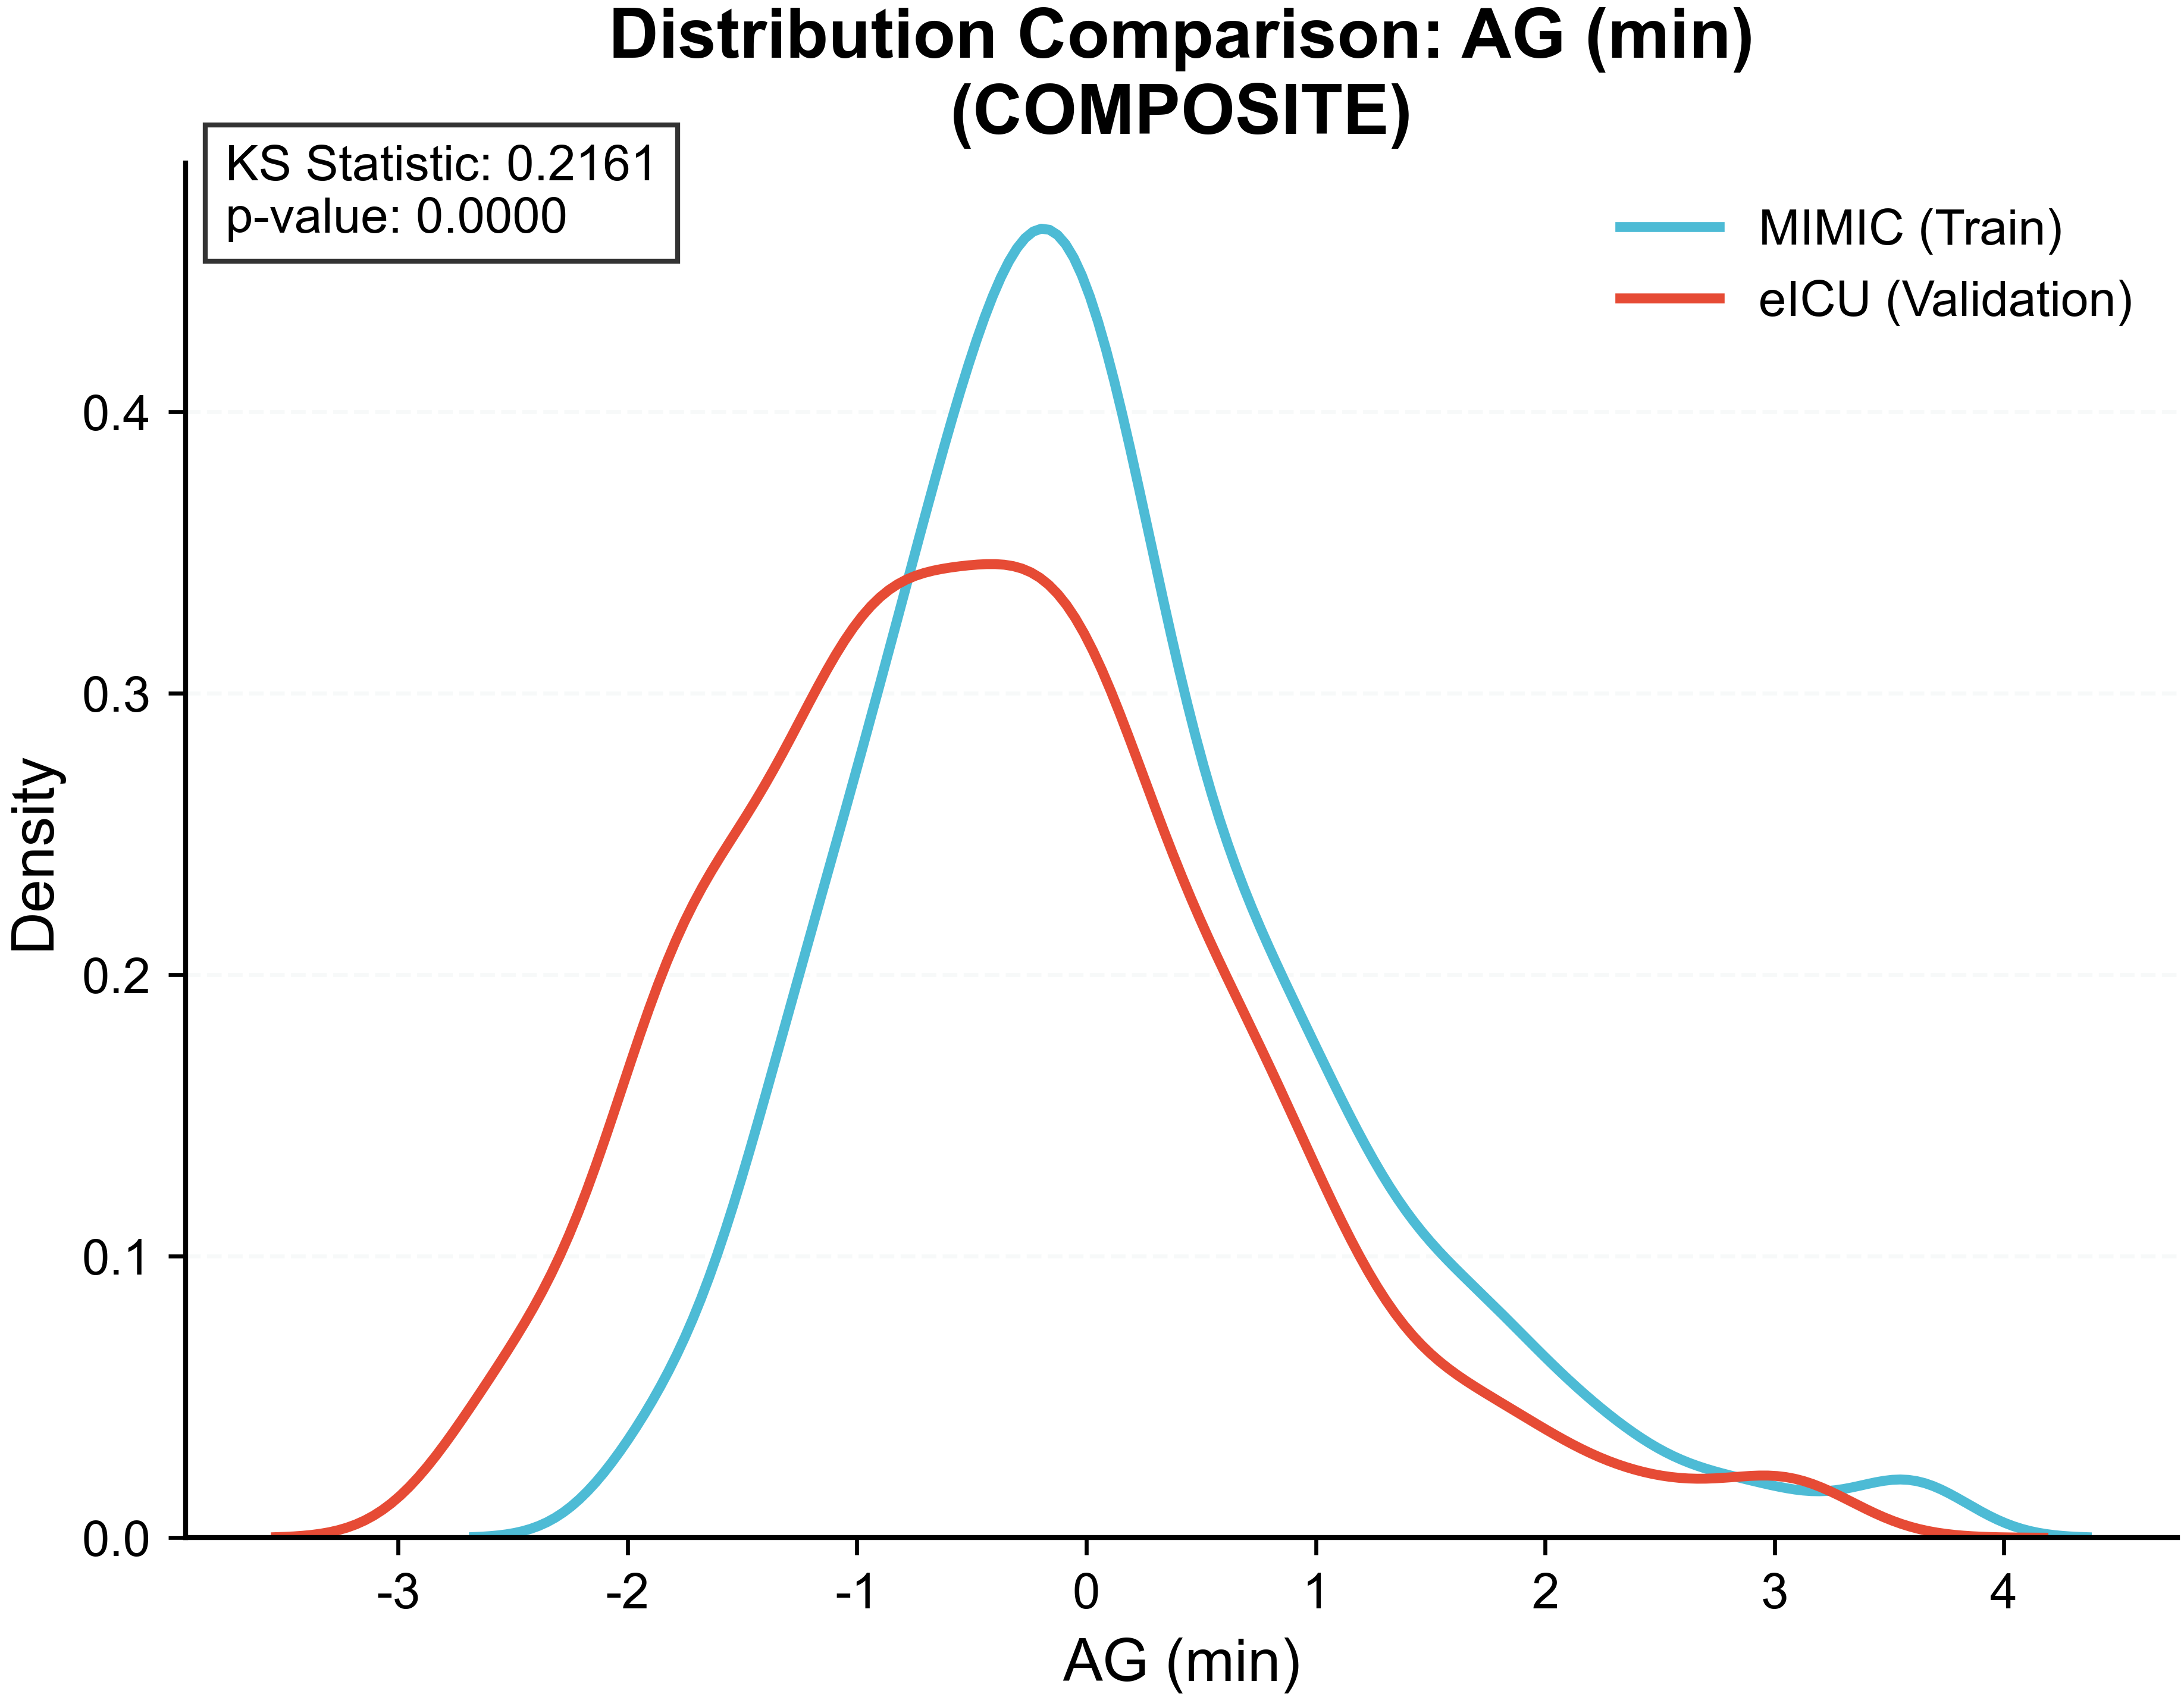 Distribution Comparison: AG (min)
(COMPOSITE)
KS Statistic: 0.2161
p-value: 0.0000
MIMIC (Train)
eICU (Validation)
Density
0.4
0.3
0.2
0.1
0.0
-3 -2 -1 0 1 2 3 4
AG (min)